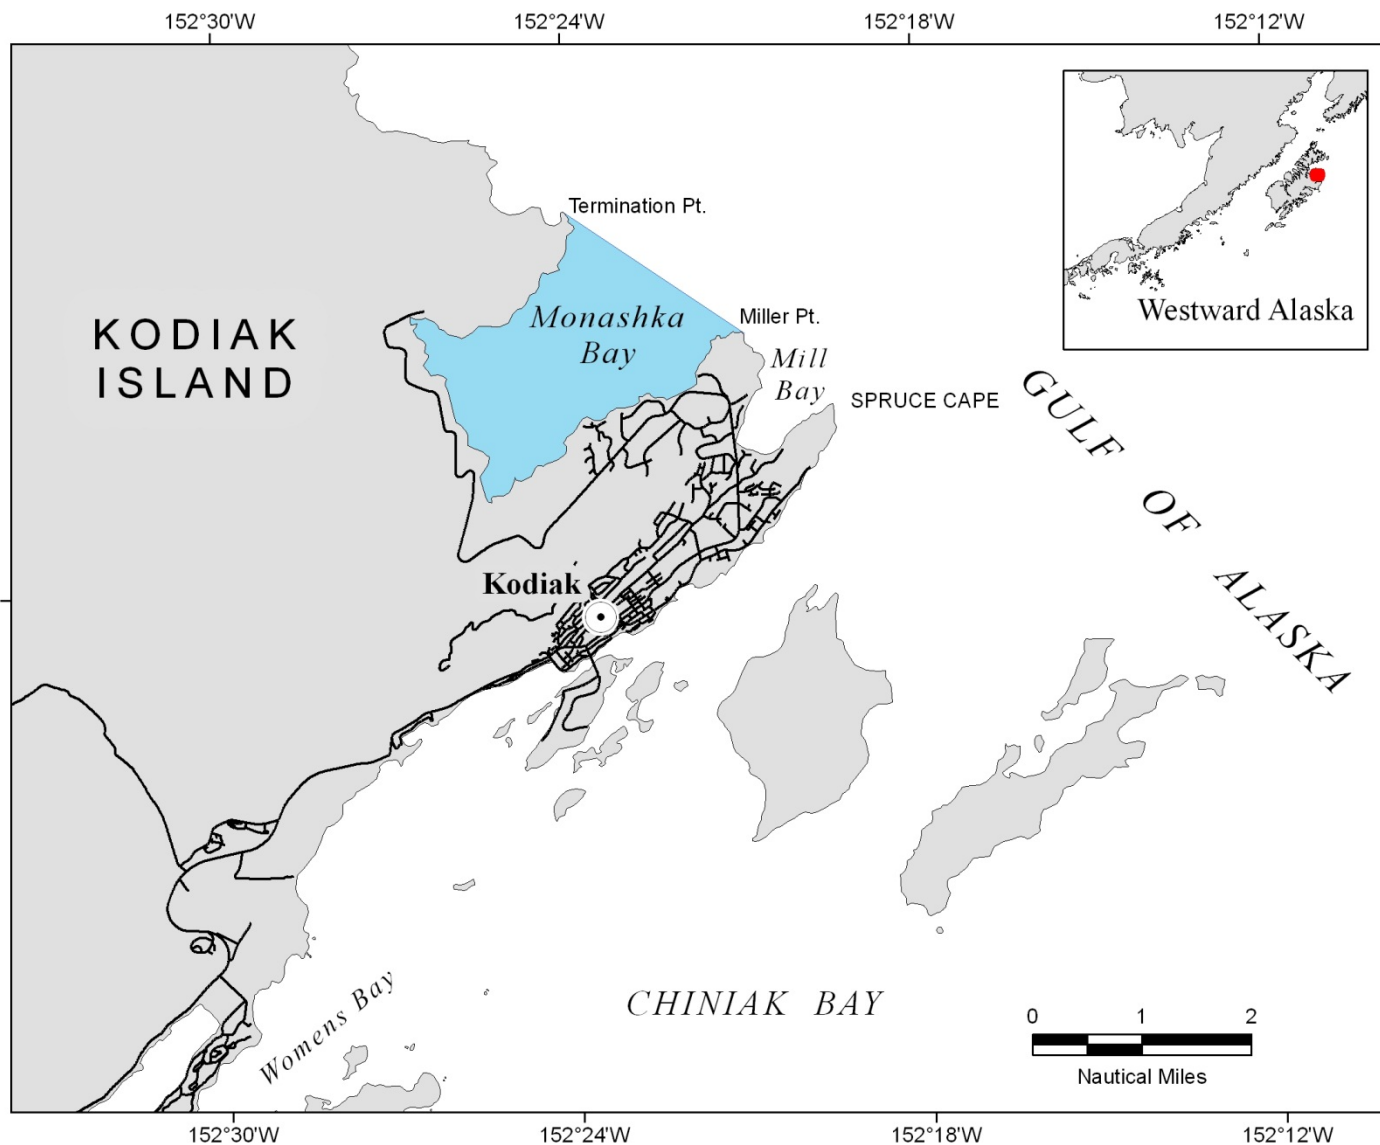 152°30'W
152°24'W
152°18'W
152°12'W
Termination Pt.
Westward Alaska
Monashka
Bay
Miller Pt.
KODIAK
ISLAND
Mill
Bay
SPRUCE CAPE
GULF OF ALASKA
Kodiak
CHINIAK BAY
Womens Bay
0 1 2
Nautical Miles
152°30'W
152°24'W
152°18'W
152°12'W